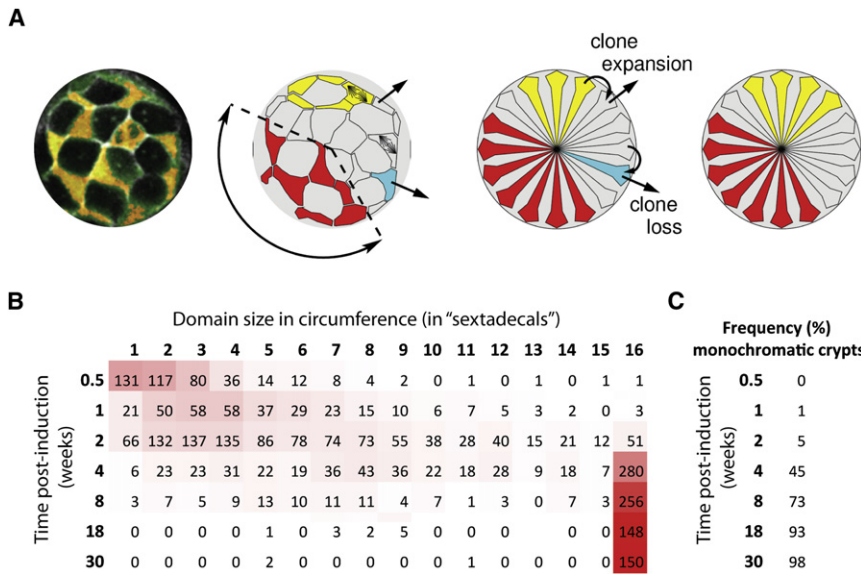 A
clone
expansion
clone
loss
B
Domain size in circumference (in “sextadecals”)
1 2 3 4 5 6 7 8 9 10 11 12 13 14 15 16
Time post-induction
(weeks)
0.5 131 117 80 36 14 12 8 4 2 0 1 0 1 0 1 1
1 21 50 58 58 37 29 23 15 10 6 7 5 3 2 0 3
2 66 132 137 135 86 78 74 73 55 38 28 40 15 21 12 51
4 6 23 23 31 22 19 36 43 36 22 18 28 9 18 7 280
8 3 7 5 9 13 10 11 11 4 7 1 3 0 7 3 256
18 0 0 0 0 1 0 3 2 5 0 0 0 0 0 0 148
30 0 0 0 0 2 0 0 0 0 0 1 0 0 0 0 150
C
Frequency (%)
monochromatic crypts
Time post-induction
(weeks)
0.5 0
1 1
2 5
4 45
8 73
18 93
30 98